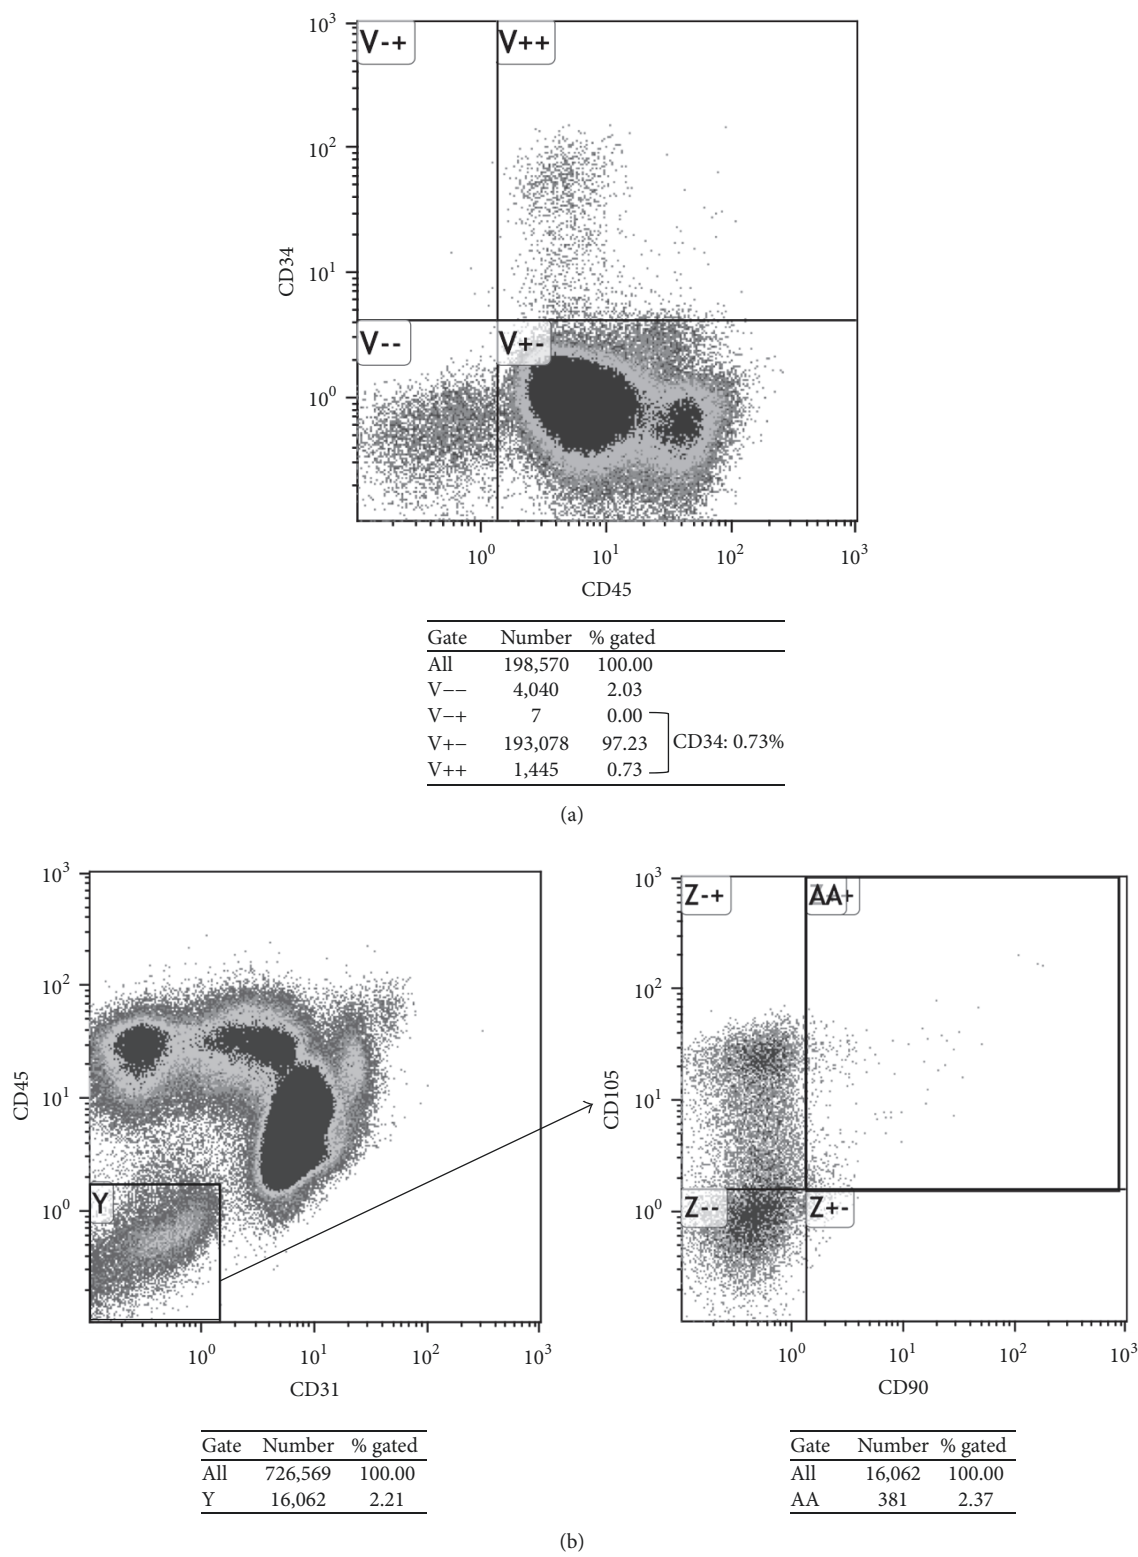 10³
V-+
V++
10²
CD34
10¹
V--
V+-
10⁰
10⁰ 10¹ 10² 10³
CD45
Gate Number % gated
All 198,570 100.00
V−− 4,040 2.03
V−+ 7 0.00
V+− 193,078 97.23
CD34: 0.73%
V++ 1,445 0.73
(a)
10³
10²
CD45
10¹
Y
10⁰
10⁰ 10¹ 10² 10³
CD31
Gate Number % gated
All 726,569 100.00
Y 16,062 2.21
10³
Z-+
AA
10²
CD105
10¹
Z--
Z+-
10⁰
10⁰ 10¹ 10² 10³
CD90
Gate Number % gated
All 16,062 100.00
AA 381 2.37
(b)